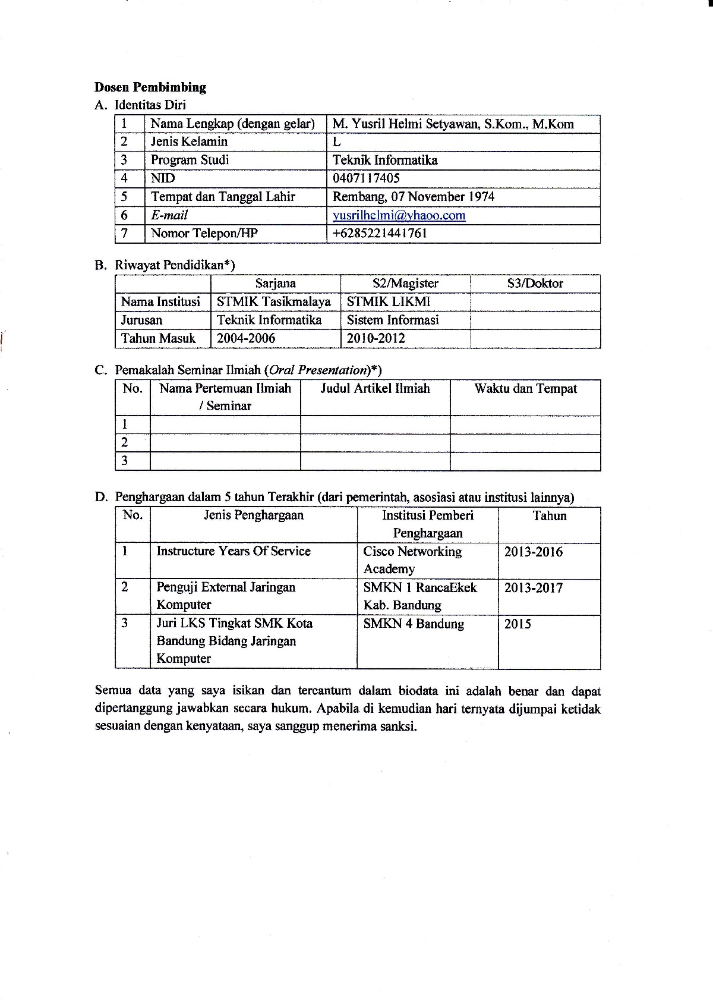 Dosen Pembimbing
A. Identitas Diri
1 Nama Lengkap (dengan gelar) M. Yusril Helmi Setyawan, S.Kom., M.Kom
2 Jenis Kelamin L
3 Program Studi Teknik Informatika
4 NID 0407117405
5 Tempat dan Tanggal Lahir Rembang, 07 November 1974
6 E-mail yusrilhelmi@yhaoo.com
7 Nomor Telepon/HP +6285221441761
B. Riwayat Pendidikan*)
Sarjana S2/Magister S3/Doktor
Nama Institusi STMIK Tasikmalaya STMIK LIKMI
Jurusan Teknik Informatika Sistem Informasi
Tahun Masuk 2004-2006 2010-2012
C. Pemakalah Seminar Ilmiah (Oral Presentation)*)
No. Nama Pertemuan Ilmiah Judul Artikel Ilmiah Waktu dan Tempat
/ Seminar
1
2
3
D. Penghargaan dalam 5 tahun Terakhir (dari pemerintah, asosiasi atau institusi lainnya)
No. Jenis Penghargaan Institusi Pemberi Tahun
Penghargaan
1 Instructure Years Of Service Cisco Networking 2013-2016
Academy
2 Penguji External Jaringan SMKN 1 RancaEkek 2013-2017
Komputer Kab. Bandung
3 Juri LKS Tingkat SMK Kota SMKN 4 Bandung 2015
Bandung Bidang Jaringan
Komputer
Semua data yang saya isikan dan tercantum dalam biodata ini adalah benar dan dapat
dipertanggung jawabkan secara hukum. Apabila di kemudian hari ternyata dijumpai ketidak
sesuaian dengan kenyataan, saya sanggup menerima sanksi.